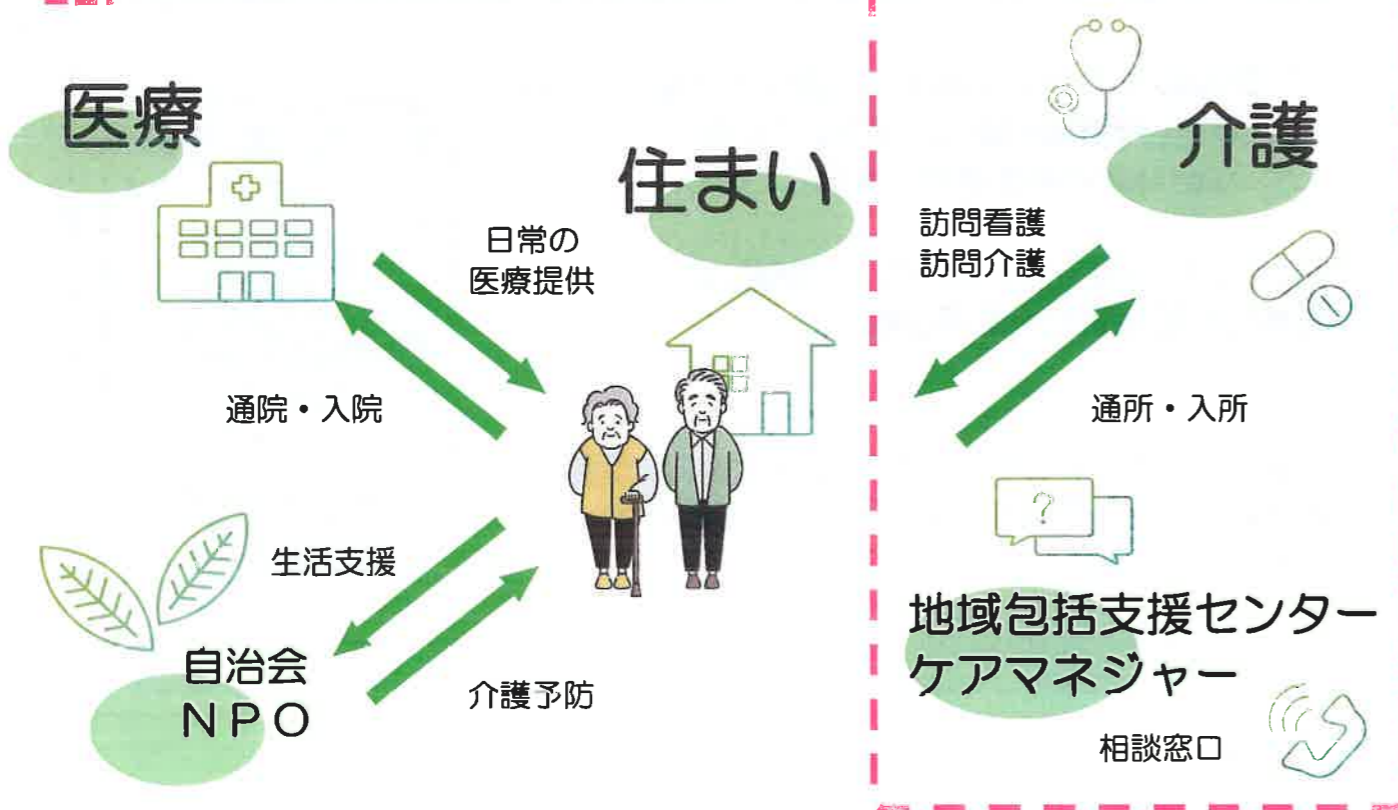 医療
住まい
日常の
医療提供
通院・入院
生活支援
自治会
NPO
介護予防
介護
訪問看護
訪問介護
通所・入所
?
地域包括支援センター
ケアマネジャー
相談窓口